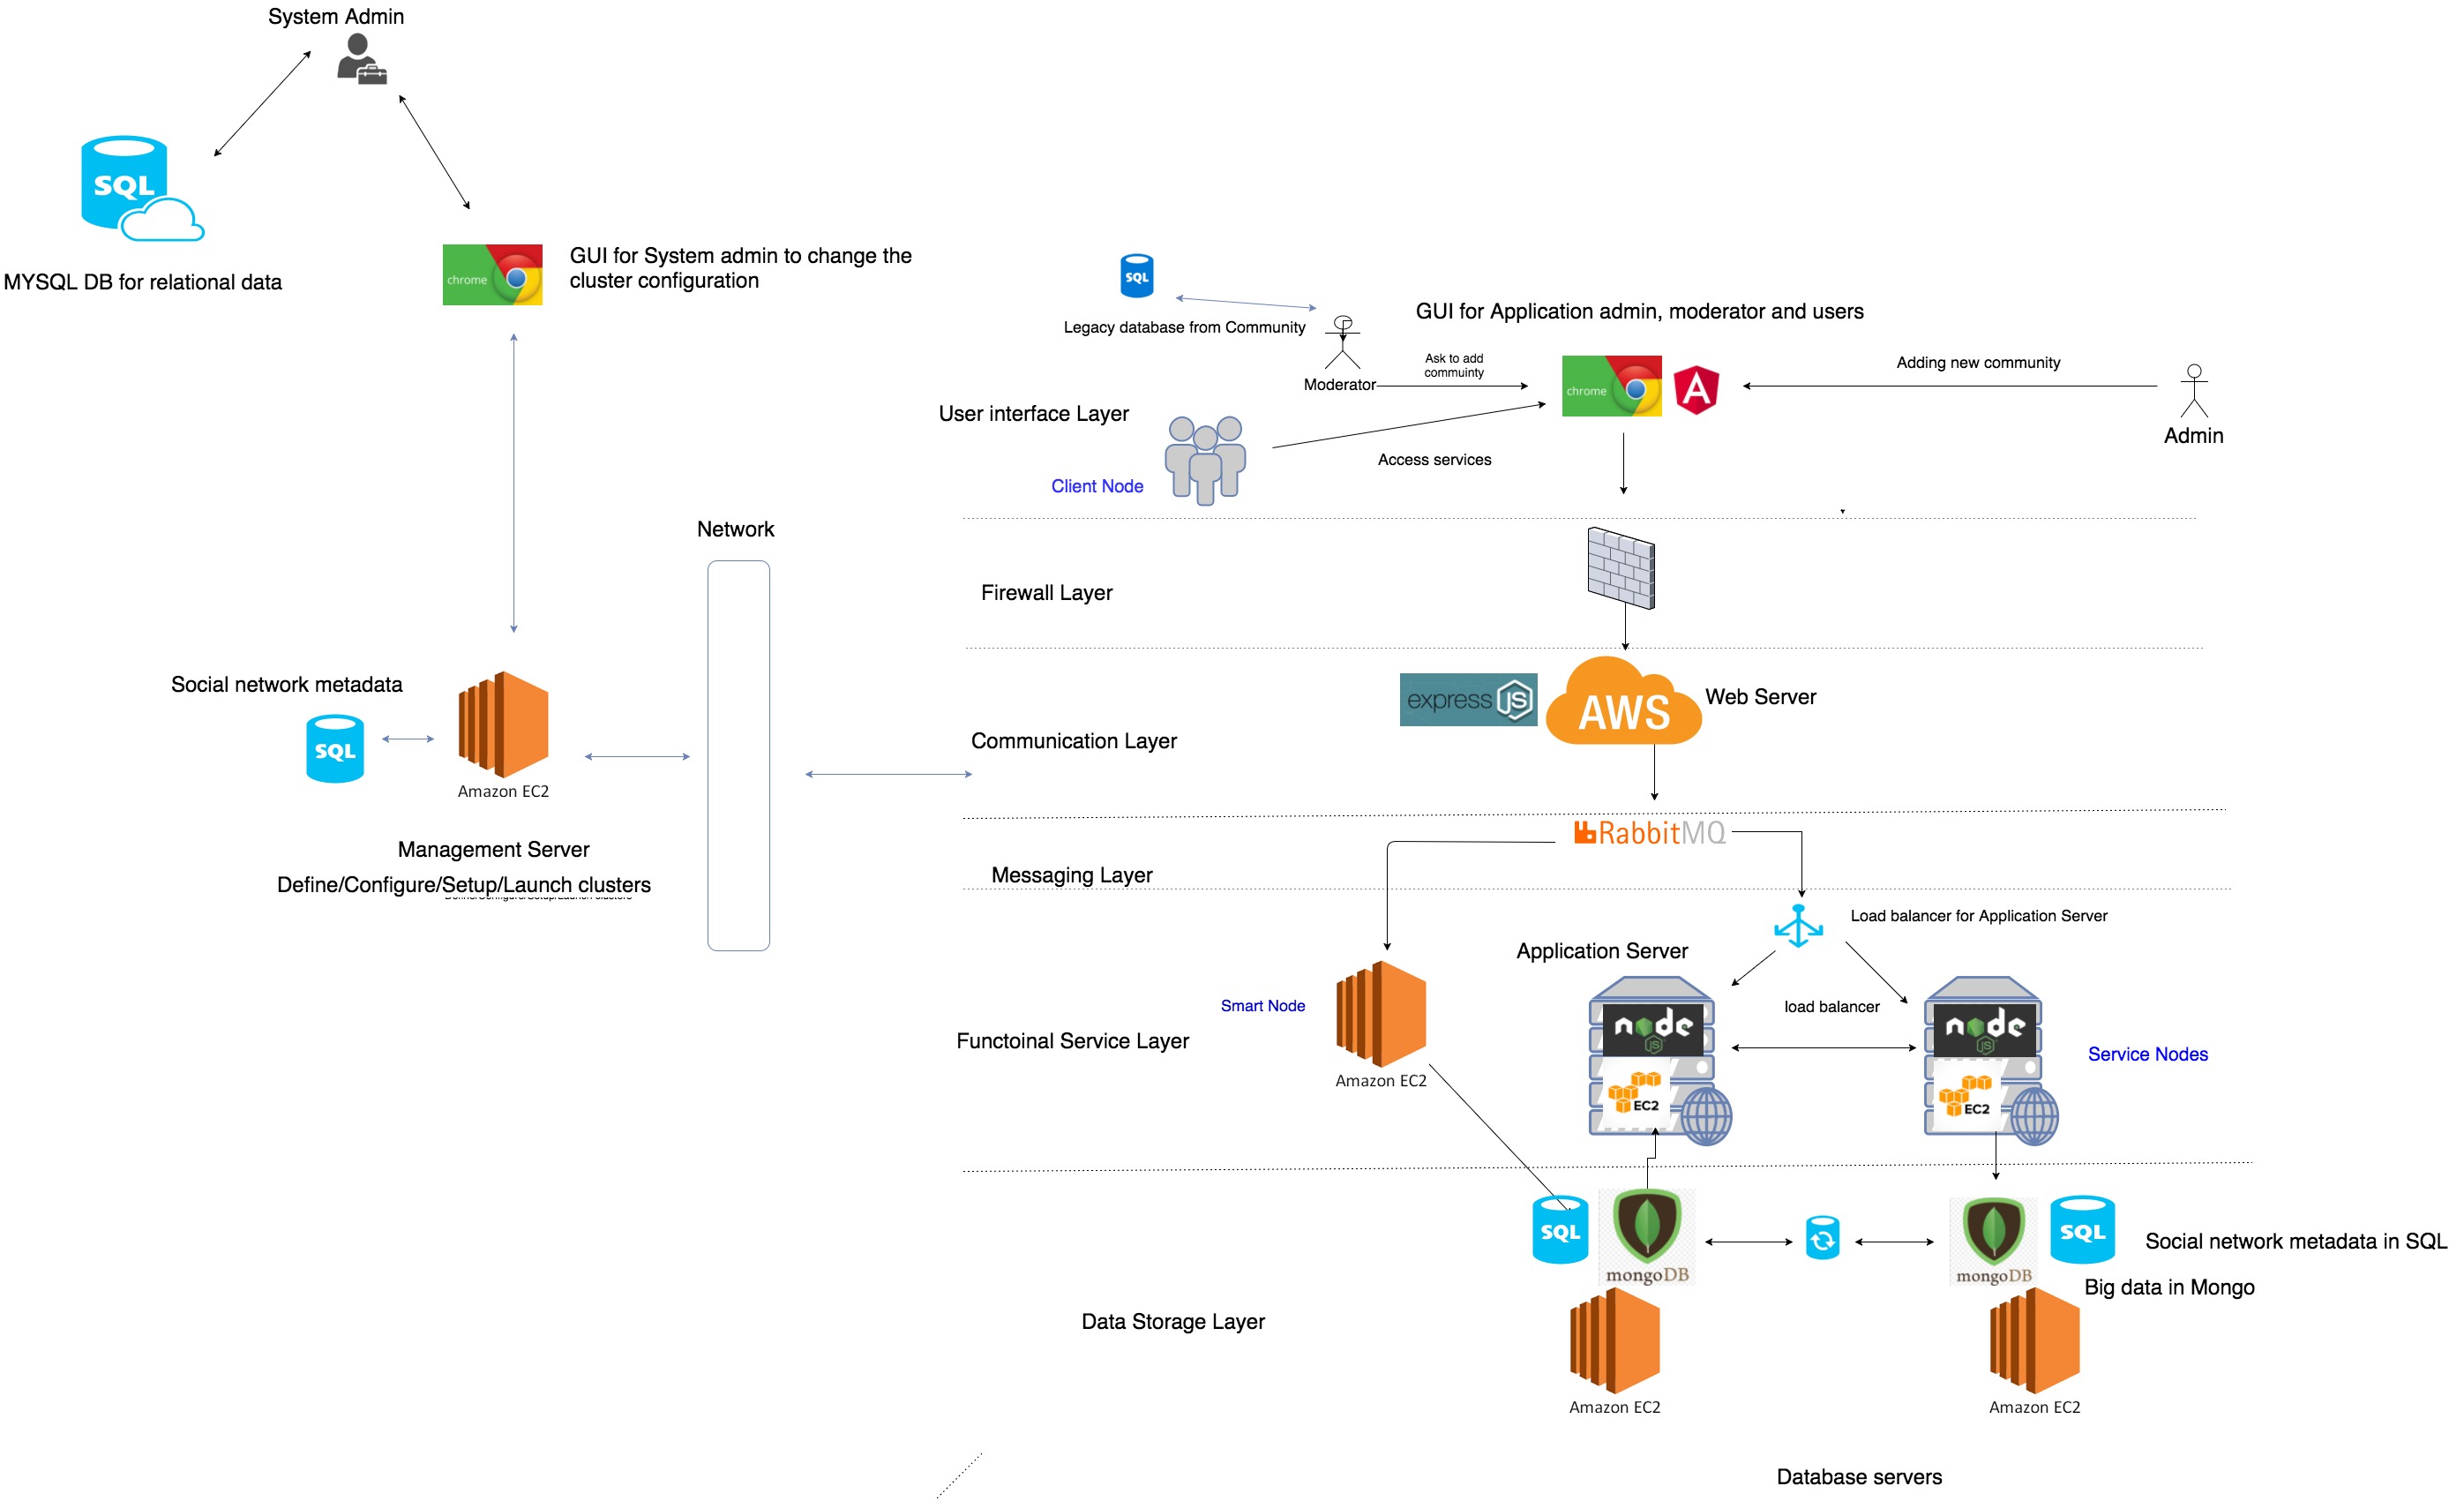 System Admin
SQL
MYSQL DB for relational data
chrome
GUI for System admin to change the
cluster configuration
SQL
Legacy database from Community
GUI for Application admin, moderator and users
Moderator
Ask to add
commuinty
chrome
A
Adding new community
Admin
User interface Layer
Access services
Client Node
Network
Firewall Layer
Social network metadata
SQL
Amazon EC2
express JS
AWS
Web Server
Communication Layer
Management Server
Define/Configure/Setup/Launch clusters
Define/Configure/Setup/Launch clusters
RabbitMQ
Messaging Layer
Load balancer for Application Server
Application Server
Smart Node
load balancer
node
JS
node
JS
Functoinal Service Layer
Service Nodes
Amazon EC2
EC2
EC2
SQL
mongoDB
mongoDB
SQL
Social network metadata in SQL
Big data in Mongo
Data Storage Layer
Amazon EC2
Amazon EC2
Database servers